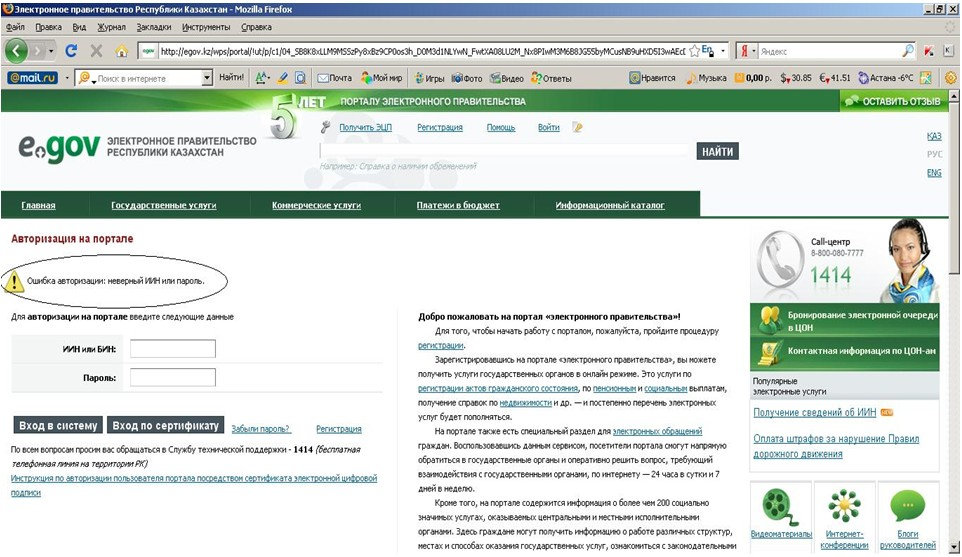 Электронное правительство Республики Казахстан - Mozilla Firefox
Файл Правка Вид Журнал Закладки Инструменты Справка
Яндекс
@mail.ru Поиск в интернете Найти! Почта Мой мир Игры Фото Видео Ответы Нравится Музыка 0,00 р. 30.85 41.51 Астана -6°C
5 ЛЕТ ПОРТАЛУ ЭЛЕКТРОННОГО ПРАВИТЕЛЬСТВА
ОСТАВИТЬ ОТЗЫВ
e.gov ЭЛЕКТРОННОЕ ПРАВИТЕЛЬСТВО
РЕСПУБЛИКИ КАЗАХСТАН
Получить ЭЦП Регистрация Помощь Войти
НАЙТИ
Например: Справка о наличии обременений
ҚАЗ
РУС
ENG
Главная Государственные услуги Коммерческие услуги Платежи в бюджет Информационный каталог
Авторизация на портале
Ошибка авторизации: неверный ИИН или пароль.
Для авторизации на портале введите следующие данные
ИИН или БИН:
Пароль:
Вход в систему Вход по сертификату Забыли пароль? Регистрация
По всем вопросам просим вас обращаться в Службу технической поддержки - 1414 (бесплатная
телефонная линия на территории РК)
Инструкция по авторизации пользователя портала посредством сертификата электронной цифровой
подписи
Добро пожаловать на портал «электронного правительства»!
Для того, чтобы начать работу с порталом, пожалуйста, пройдите процедуру
регистрации.
Зарегистрировавшись на портале «электронного правительства», вы можете
получить услуги государственных органов в онлайн режиме. Это услуги по
регистрации актов гражданского состояния, по пенсионным и социальным выплатам,
получение справок по недвижимости и др. — и постепенно перечень электронных
услуг будет пополняться.
На портале также есть специальный раздел для электронных обращений
граждан. Воспользовавшись данным сервисом, посетители портала смогут напрямую
обратиться в государственные органы и оперативно решить вопрос, требующий
взаимодействия с государственными органами, по интернету — 24 часа в сутки и 7
дней в неделю.
Кроме того, на портале содержится информация о более чем 200 социально
значимых услугах, оказываемых центральными и местными исполнительными
органами. Здесь граждане могут получить информацию о работе различных структур,
местах и способах оказания государственных услуг, ознакомиться с законодательными
Call-центр
8-800-080-7777
1414
Бронирование электронной очереди
в ЦОН
Контактная информация по ЦОН-ам
Популярные
электронные услуги
Получение сведений об ИИН NEW
Оплата штрафов за нарушение Правил
дорожного движения
Видеоматериалы
Интернет-
конференции
Блоги
руководителей